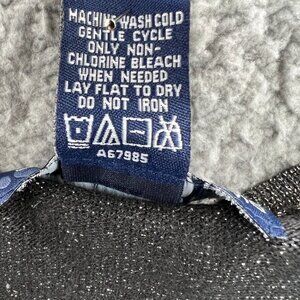 MACHINE WASH COLD
GENTLE CYCLE
ONLY NON-
CHLORINE BLEACH
WHEN NEEDED
LAY FLAT TO DRY
DO NOT IRON
A67985